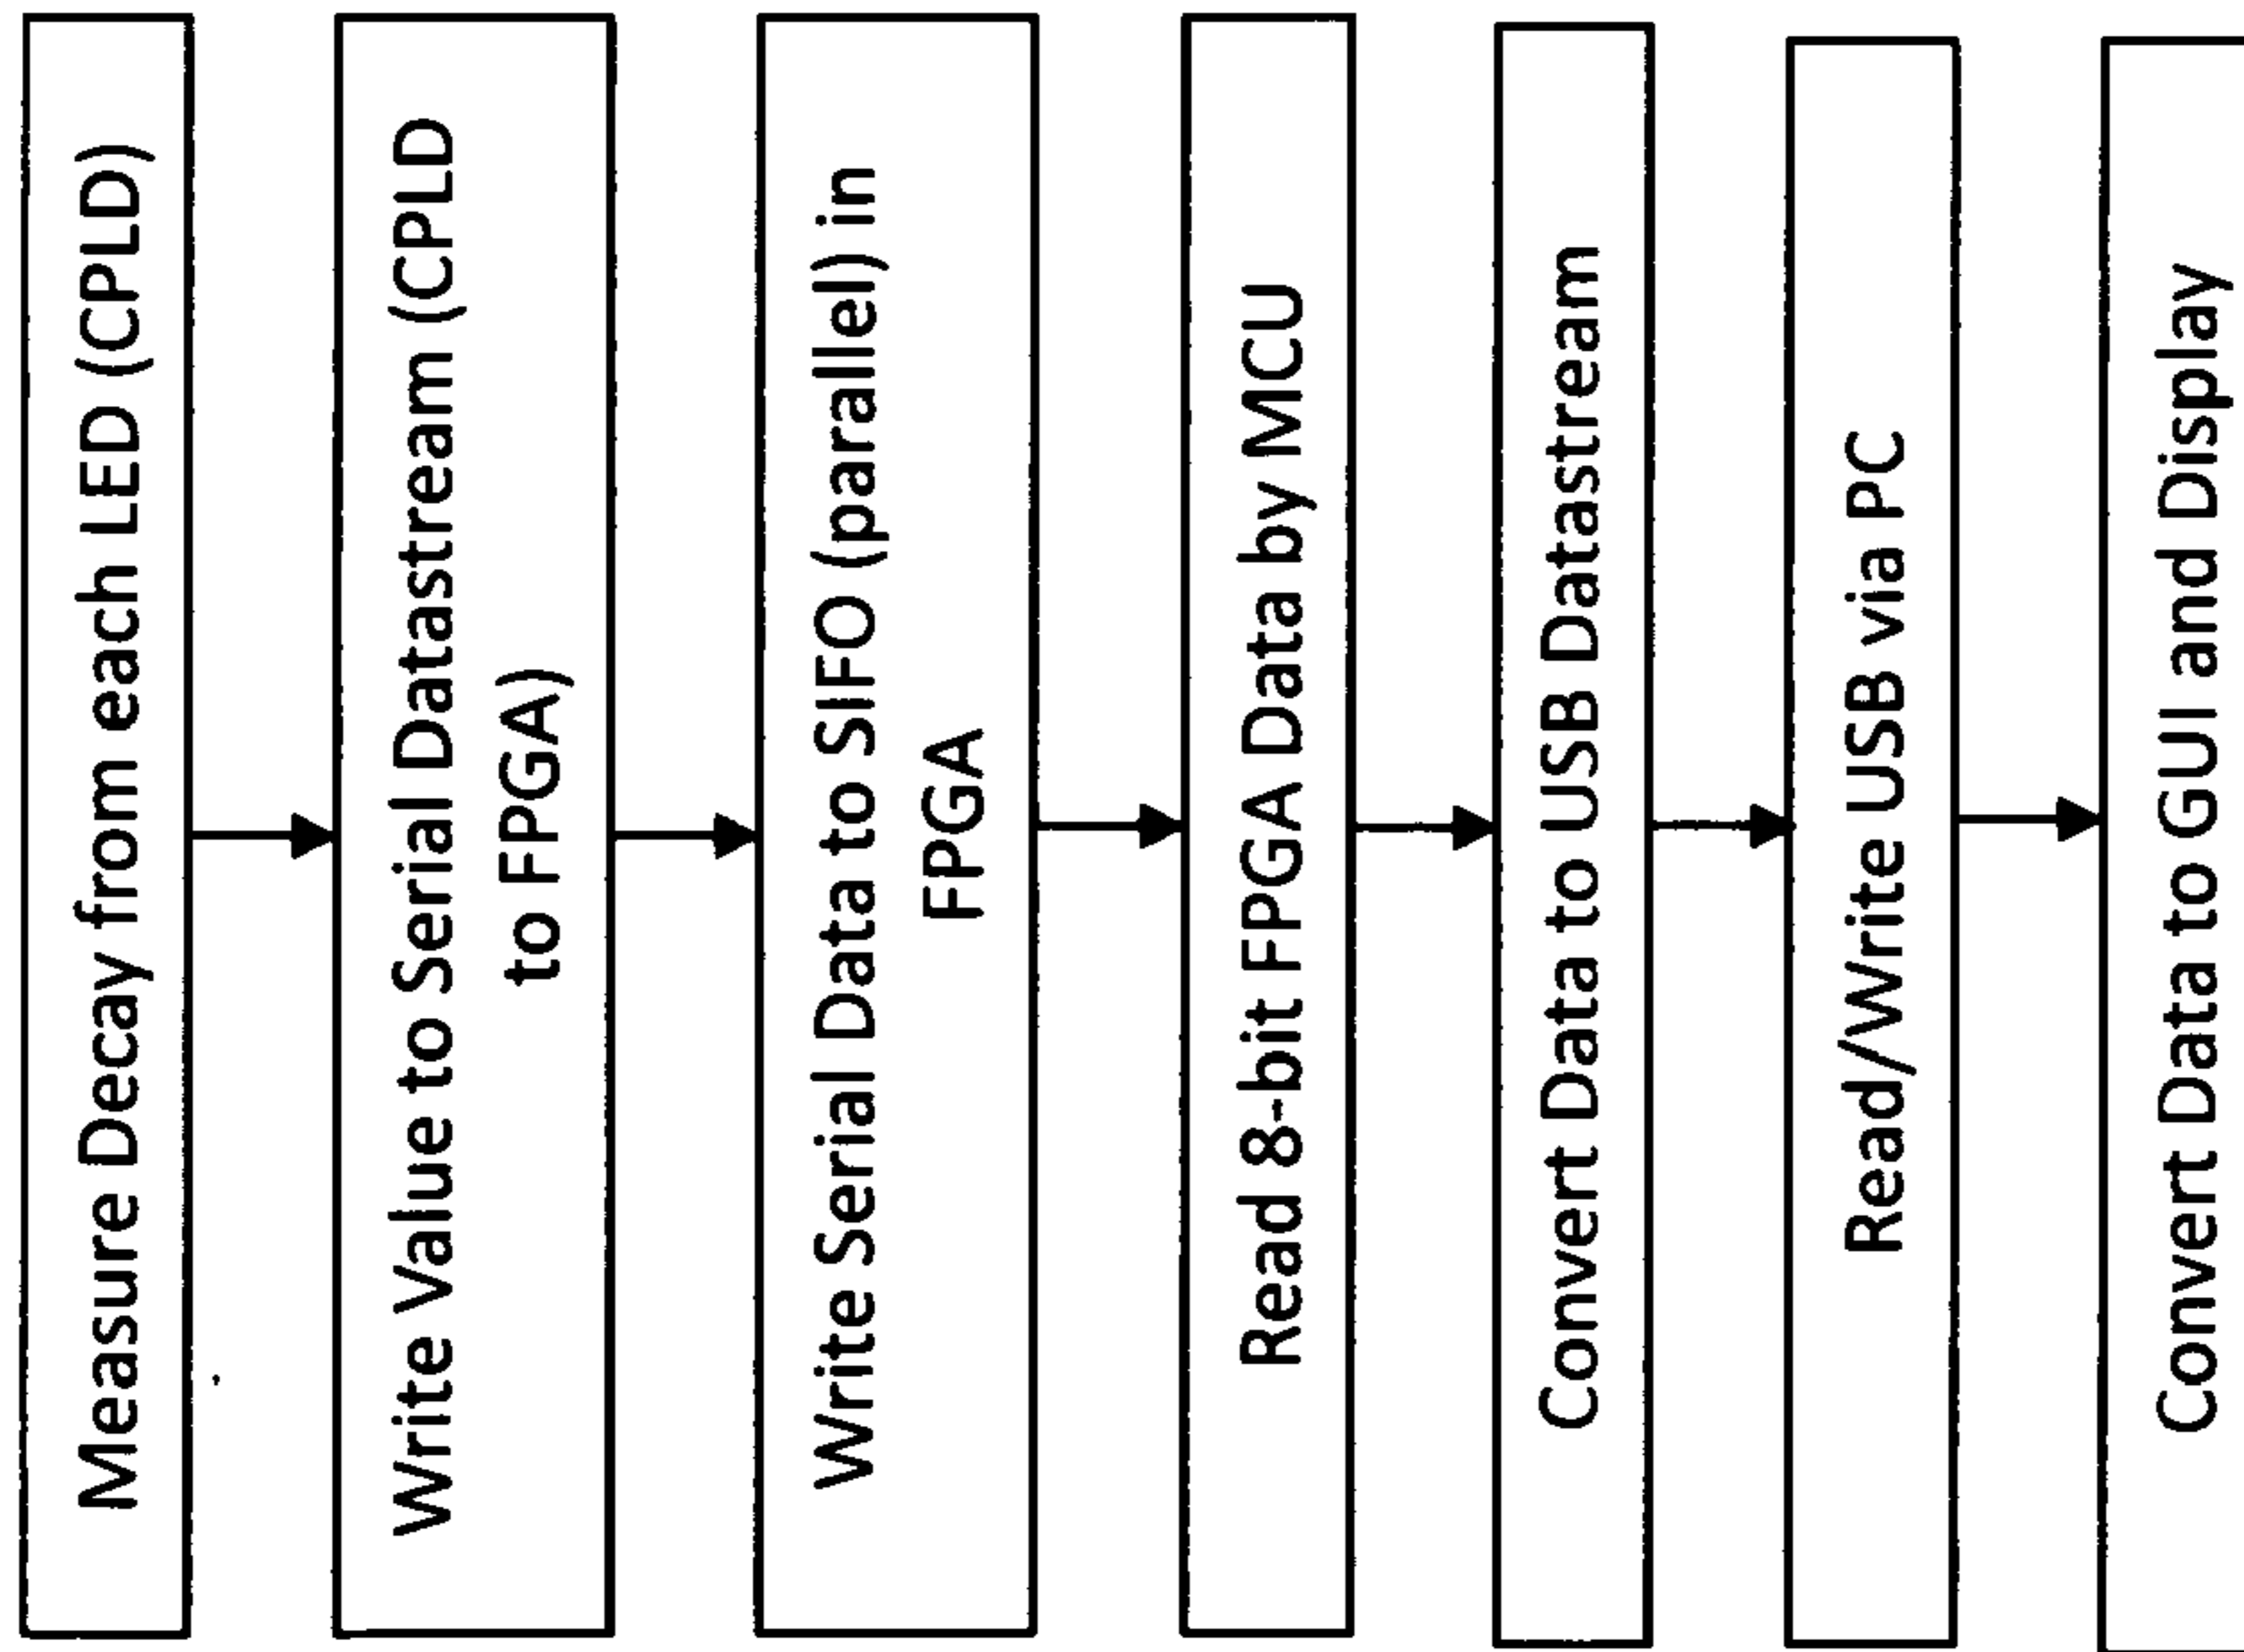 Measure Decay from each LED (CPLD)
Write Value to Serial Datastream (CPLD
to FPGA)
Write Serial Data to SIFO (parallel) in
FPGA
Read 8-bit FPGA Data by MCU
Convert Data to USB Datastream
Read/Write USB via PC
Convert Data to GUI and Display